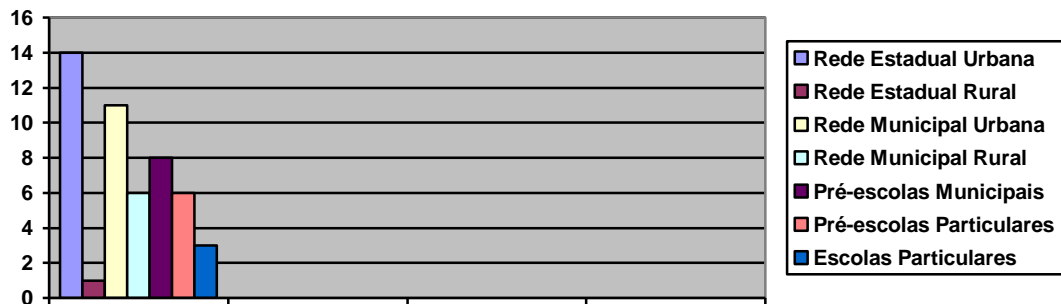 16
14
12
10
8
6
4
2
0
Rede Estadual Urbana
Rede Estadual Rural
Rede Municipal Urbana
Rede Municipal Rural
Pré-escolas Municipais
Pré-escolas Particulares
Escolas Particulares